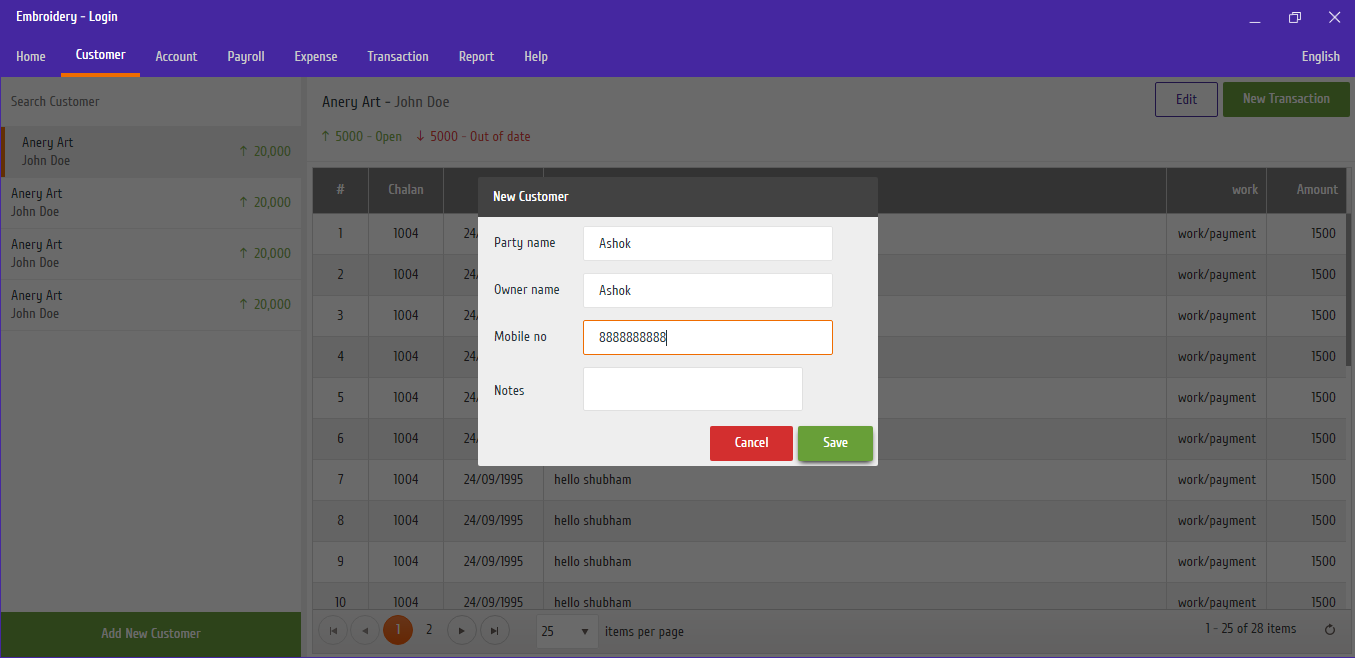 Embroidery - Login
Home Customer Account Payroll Expense Transaction Report Help English
Search Customer
Anery Art
John Doe
↑ 20,000
Anery Art
John Doe
↑ 20,000
Anery Art
John Doe
↑ 20,000
Anery Art
John Doe
↑ 20,000
Add New Customer
Anery Art - John Doe
Edit New Transaction
↑ 5000 - Open ↓ 5000 - Out of date
# Chalan work Amount
1 1004 24/ work/payment 1500
2 1004 24/ work/payment 1500
3 1004 24/ work/payment 1500
4 1004 24/ work/payment 1500
5 1004 24/ work/payment 1500
6 1004 24/ work/payment 1500
7 1004 24/09/1995 hello shubham work/payment 1500
8 1004 24/09/1995 hello shubham work/payment 1500
9 1004 24/09/1995 hello shubham work/payment 1500
10 1004 24/09/1995 hello shubham work/payment 1500
1 2 25 items per page 1 - 25 of 28 items
New Customer
Party name Ashok
Owner name Ashok
Mobile no 8888888888
Notes
Cancel Save